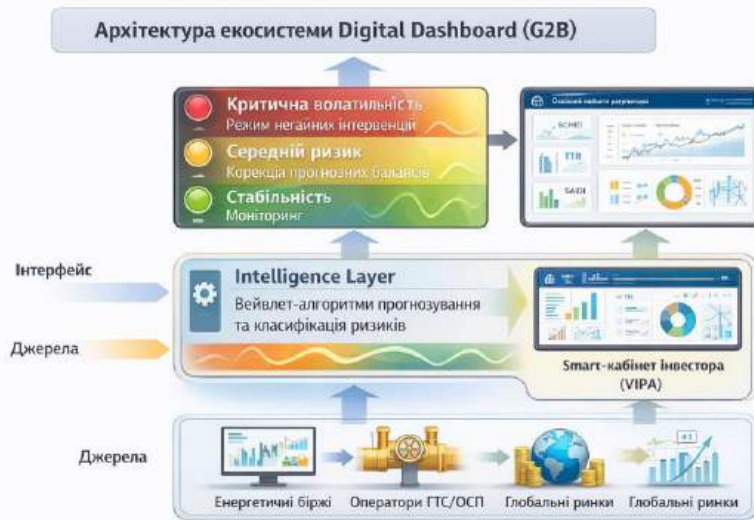 Архітектура екосистеми Digital Dashboard (G2B)
Критична волатильність
Режим негайних інтервенцій
Середній ризик
Корекція прогнозних балансів
Стабільність
Моніторинг
TTR
Інтерфейс
Джерела
Intelligence Layer
Вейвлет-алгоритми прогнозування
та класифікація ризиків
Smart-кабінет інвестора
(VIPA)
Джерела
Енергетичні біржі
Оператори ГТС/ОСП
Глобальні ринки
Глобальні ринки